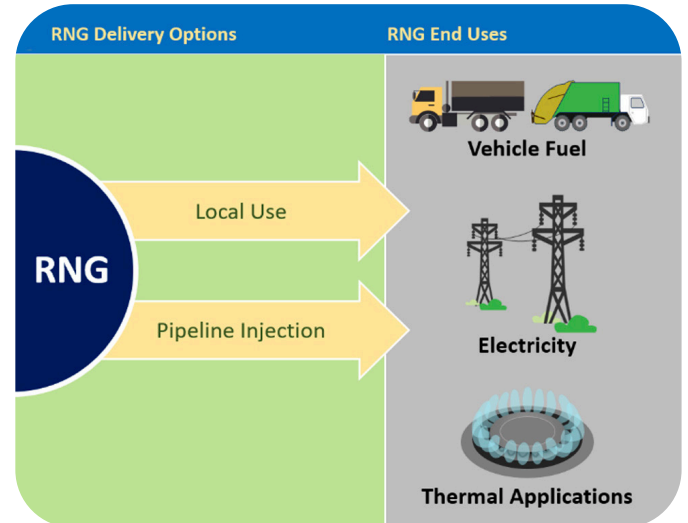 RNG Delivery Options
RNG End Uses
RNG
Local Use
Pipeline Injection
Vehicle Fuel
Electricity
Thermal Applications